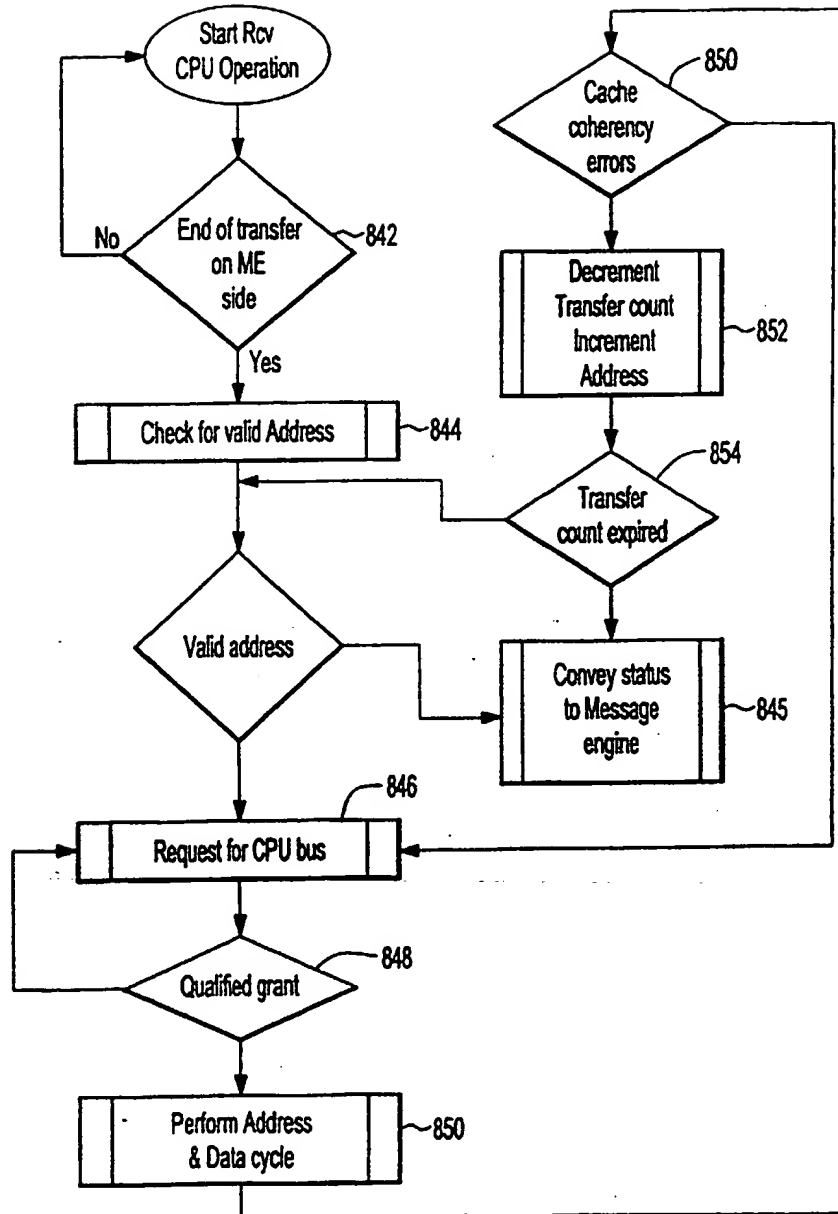 Start Rcv
CPU Operation
No
End of transfer
on ME
side
842
Yes
Check for valid Address
844
Valid address
846
Request for CPU bus
Qualified grant
848
Perform Address
& Data cycle
850
850
Cache
coherency
errors
Decrement
Transfer count
Increment
Address
852
854
Transfer
count expired
Convey status
to Message
engine
845